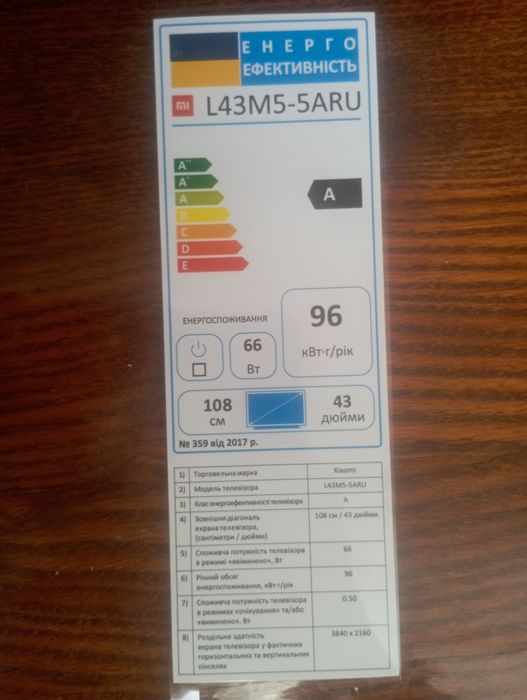 ЕНЕРГО
ЕФЕКТИВНІСТЬ
mi L43M5-5ARU
A++
A+
A
B
C
D
E
A
ЕНЕРГОСПОЖИВАННЯ
66
Вт
96
кВт·г/рік
108
см
43
дюйми
№ 359 від 2017 р.
1) Торговельна марка Xiaomi
2) Модель телевізора L43M5-5ARU
3) Клас енергоефективності телевізора A
4) Зовнішня діагональ 108 см / 43 дюйми
екрана телевізора,
(сантиметри / дюйми)
5) Споживча потужність телевізора 66
в режимі «ввімкнено», Вт
6) Річний обсяг 96
енергоспоживання, кВт·г/рік
7) Споживча потужність телевізора 0.50
в режимах «очікування» та/або
«вимкнено», Вт
8) Роздільна здатність 3840 x 2160
екрана телевізора у фактичних
горизонтальних та вертикальних
пікселях